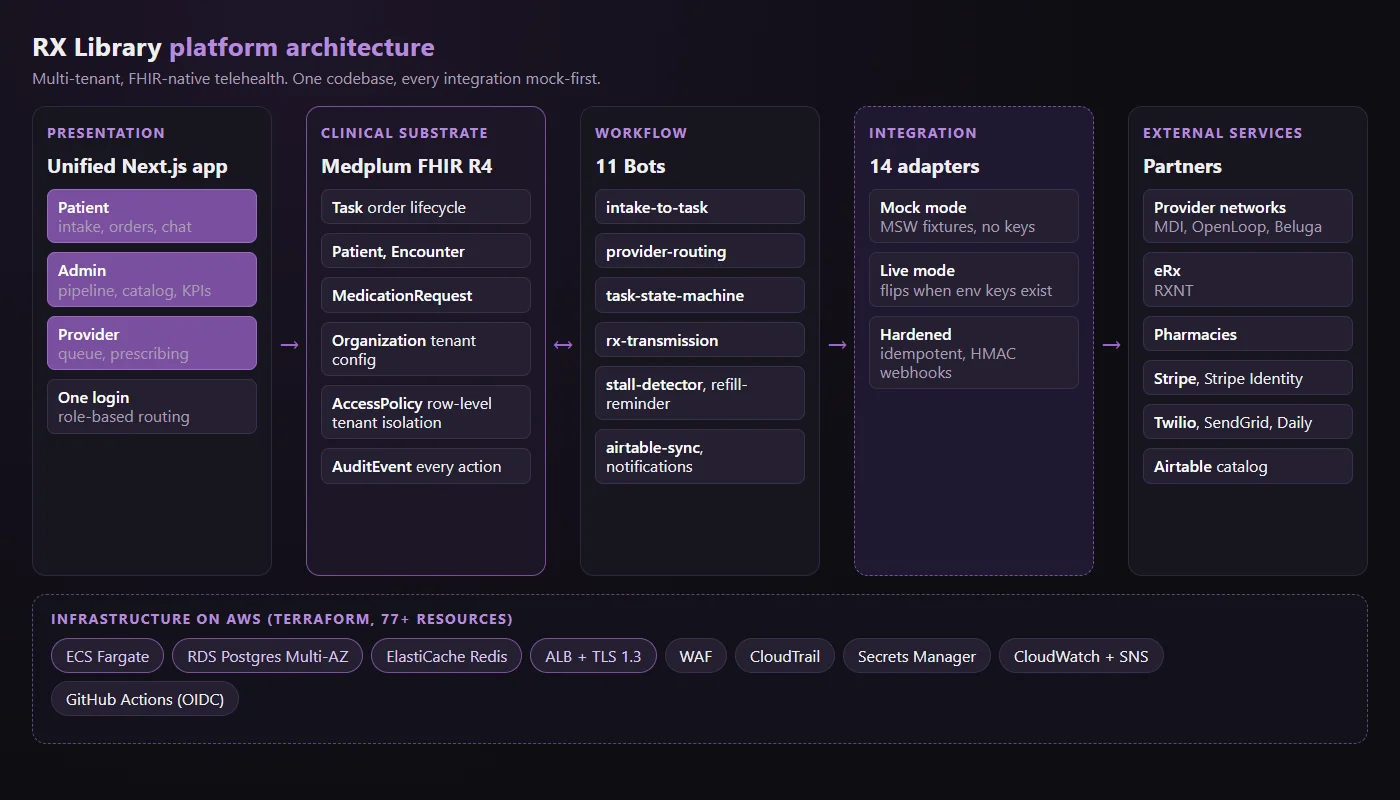 RX Library platform architecture
Multi-tenant, FHIR-native telehealth. One codebase, every integration mock-first.
PRESENTATION
Unified Next.js app
Patient
intake, orders, chat
Admin
pipeline, catalog, KPIs
Provider
queue, prescribing
One login
role-based routing
→
CLINICAL SUBSTRATE
Medplum FHIR R4
Task order lifecycle
Patient, Encounter
MedicationRequest
Organization tenant
config
AccessPolicy row-level
tenant isolation
AuditEvent every action
↔
WORKFLOW
11 Bots
intake-to-task
provider-routing
task-state-machine
rx-transmission
stall-detector, refill-
reminder
airtable-sync,
notifications
→
INTEGRATION
14 adapters
Mock mode
MSW fixtures, no keys
Live mode
flips when env keys exist
Hardened
idempotent, HMAC
webhooks
→
EXTERNAL SERVICES
Partners
Provider networks
MDI, OpenLoop, Beluga
eRx
RXNT
Pharmacies
Stripe, Stripe Identity
Twilio, SendGrid, Daily
Airtable catalog
INFRASTRUCTURE ON AWS (TERRAFORM, 77+ RESOURCES)
ECS Fargate
RDS Postgres Multi-AZ
ElastiCache Redis
ALB + TLS 1.3
WAF
CloudTrail
Secrets Manager
CloudWatch + SNS
GitHub Actions (OIDC)